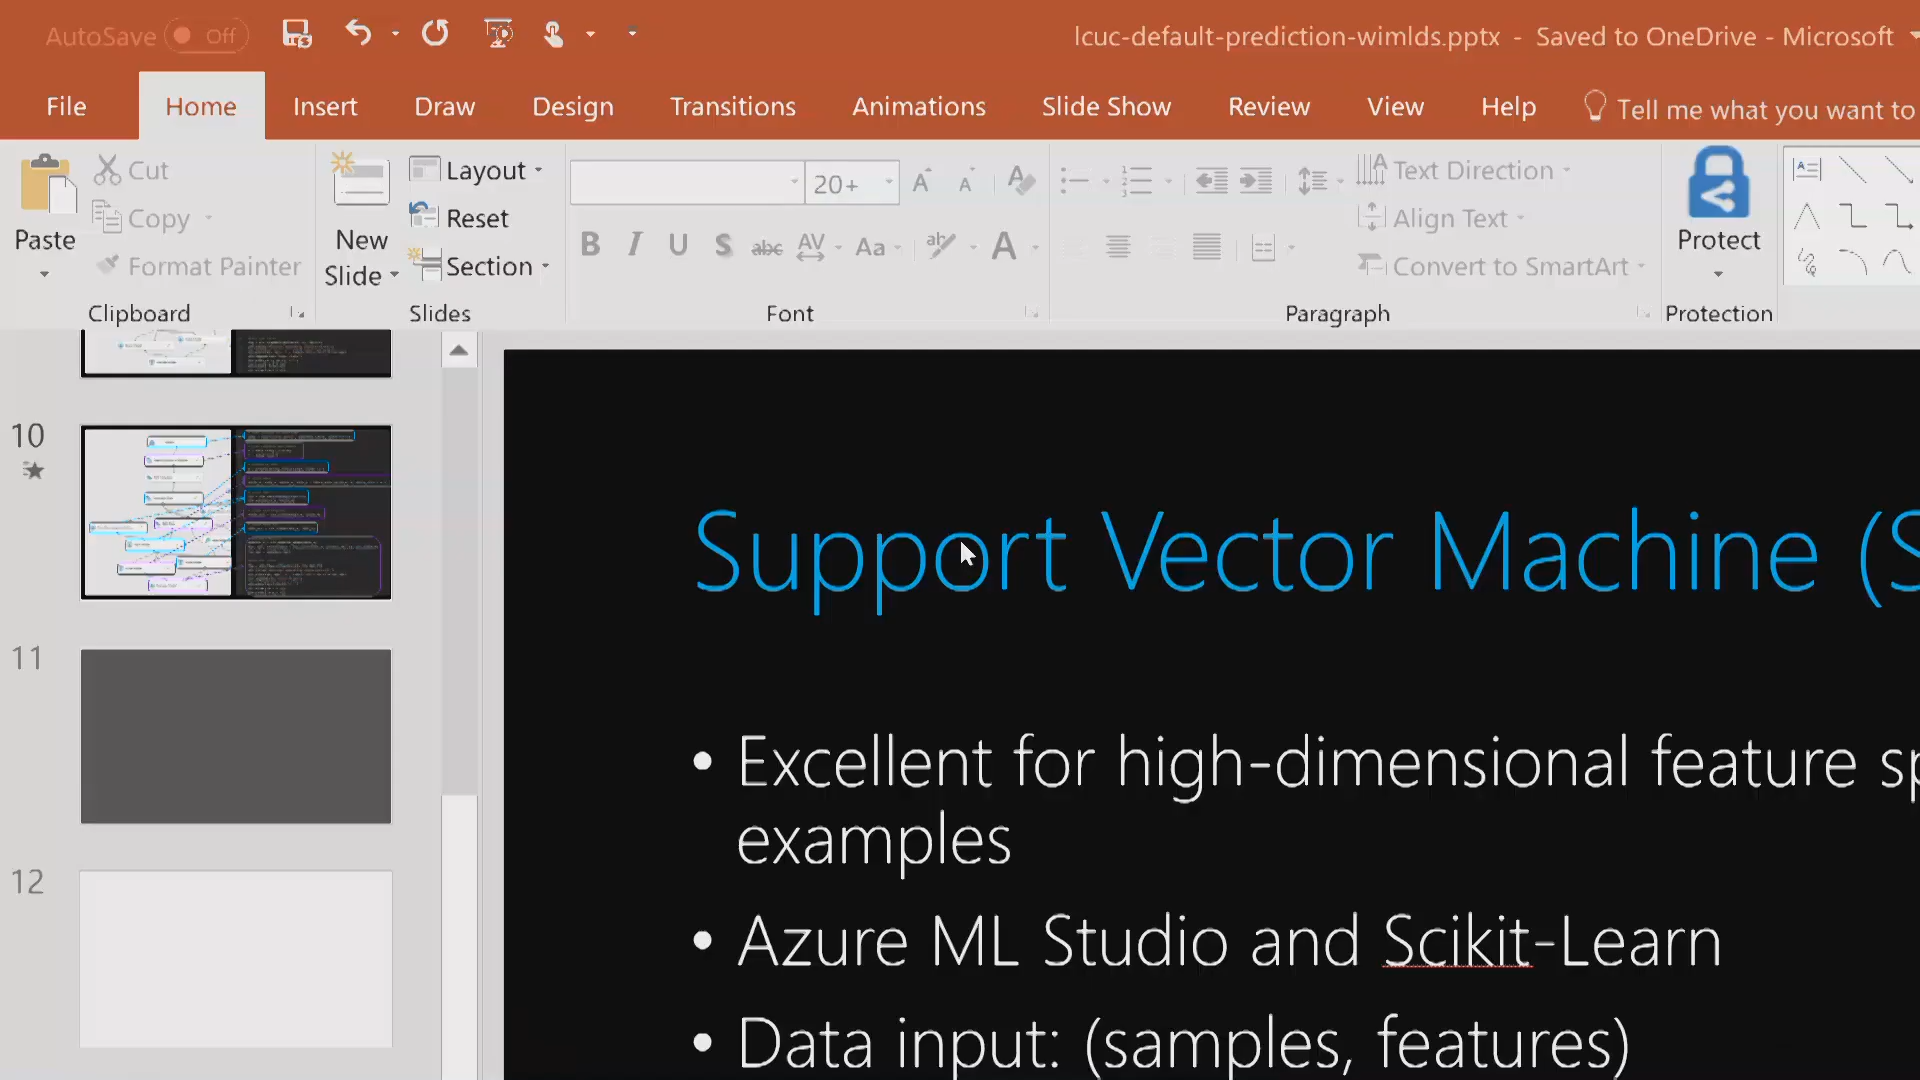 AutoSave Off
lcuc-default-prediction-wimlds.pptx - Saved to OneDrive - Microsoft
File Home Insert Draw Design Transitions Animations Slide Show Review View Help Tell me what you want to
Paste
Cut
Copy
Format Painter
Clipboard
New
Slide
Layout
Reset
Section
Slides
20+
B I U S abc AV Aa A
Font
Text Direction
Align Text
Convert to SmartArt
Paragraph
Protect
Protection
10
11
12
Support Vector Machine (S
• Excellent for high-dimensional feature sp
examples
• Azure ML Studio and Scikit-Learn
• Data input: (samples, features)